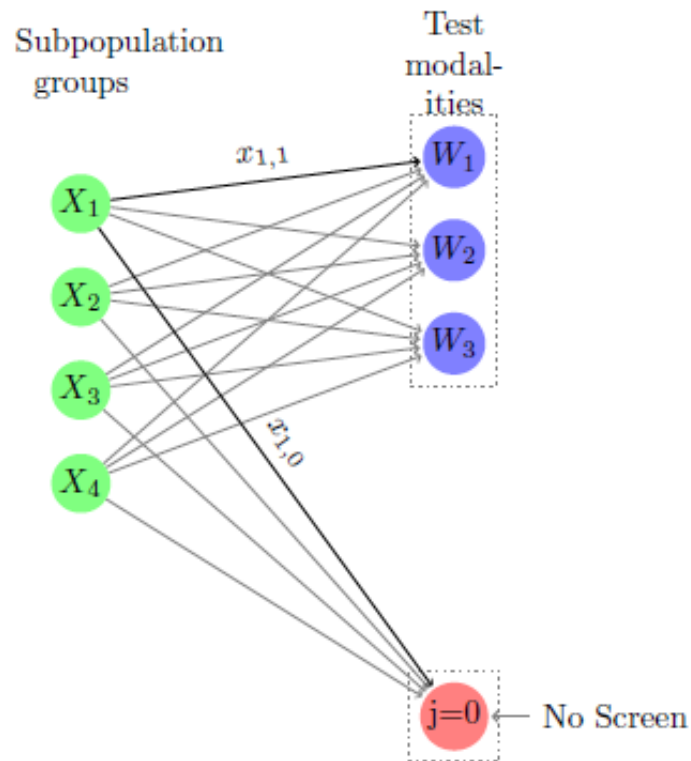 Subpopulation
groups
Test
modal-
ities
x₁,₁
X₁
X₂
X₃
X₄
W₁
W₂
W₃
x₁,₀
j=0
No Screen